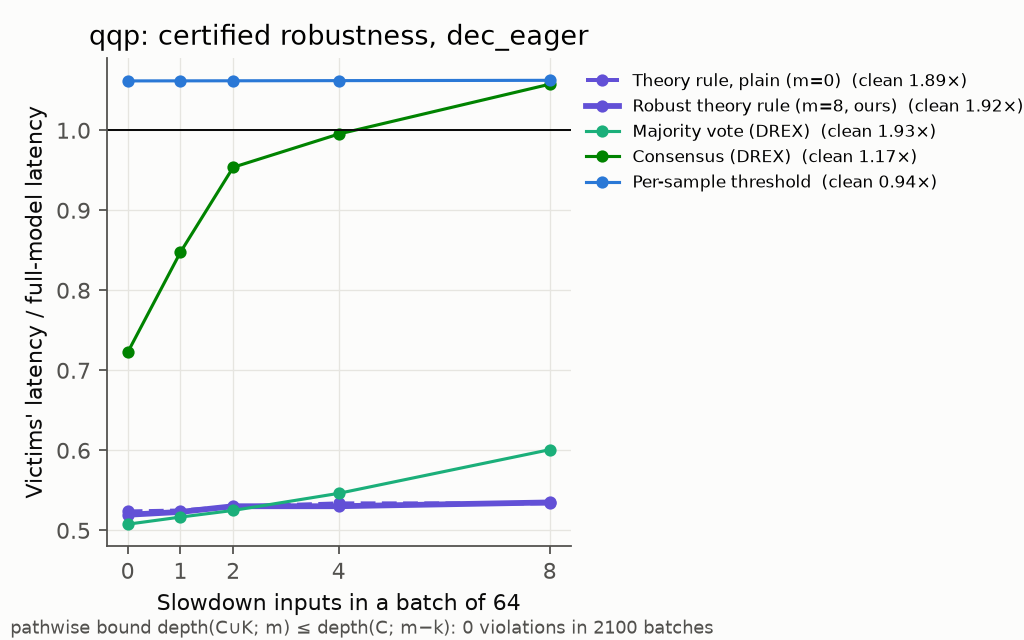 qqp: certified robustness, dec_eager
Theory rule, plain (m=0)  (clean 1.89×)
Robust theory rule (m=8, ours)  (clean 1.92×)
Majority vote (DREX)  (clean 1.93×)
Consensus (DREX)  (clean 1.17×)
Per-sample threshold  (clean 0.94×)
Victims' latency / full-model latency
1.0
0.9
0.8
0.7
0.6
0.5
0 1 2 4 8
Slowdown inputs in a batch of 64
pathwise bound depth(C∪K; m) ≤ depth(C; m−k): 0 violations in 2100 batches